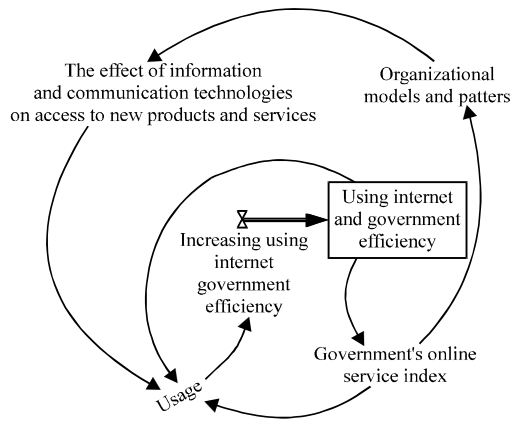 The effect of information
and communication technologies
on access to new products and services
Organizational
models and patters
Using internet
and government
efficiency
Increasing using
internet
government
efficiency
Government's online
service index
Usage